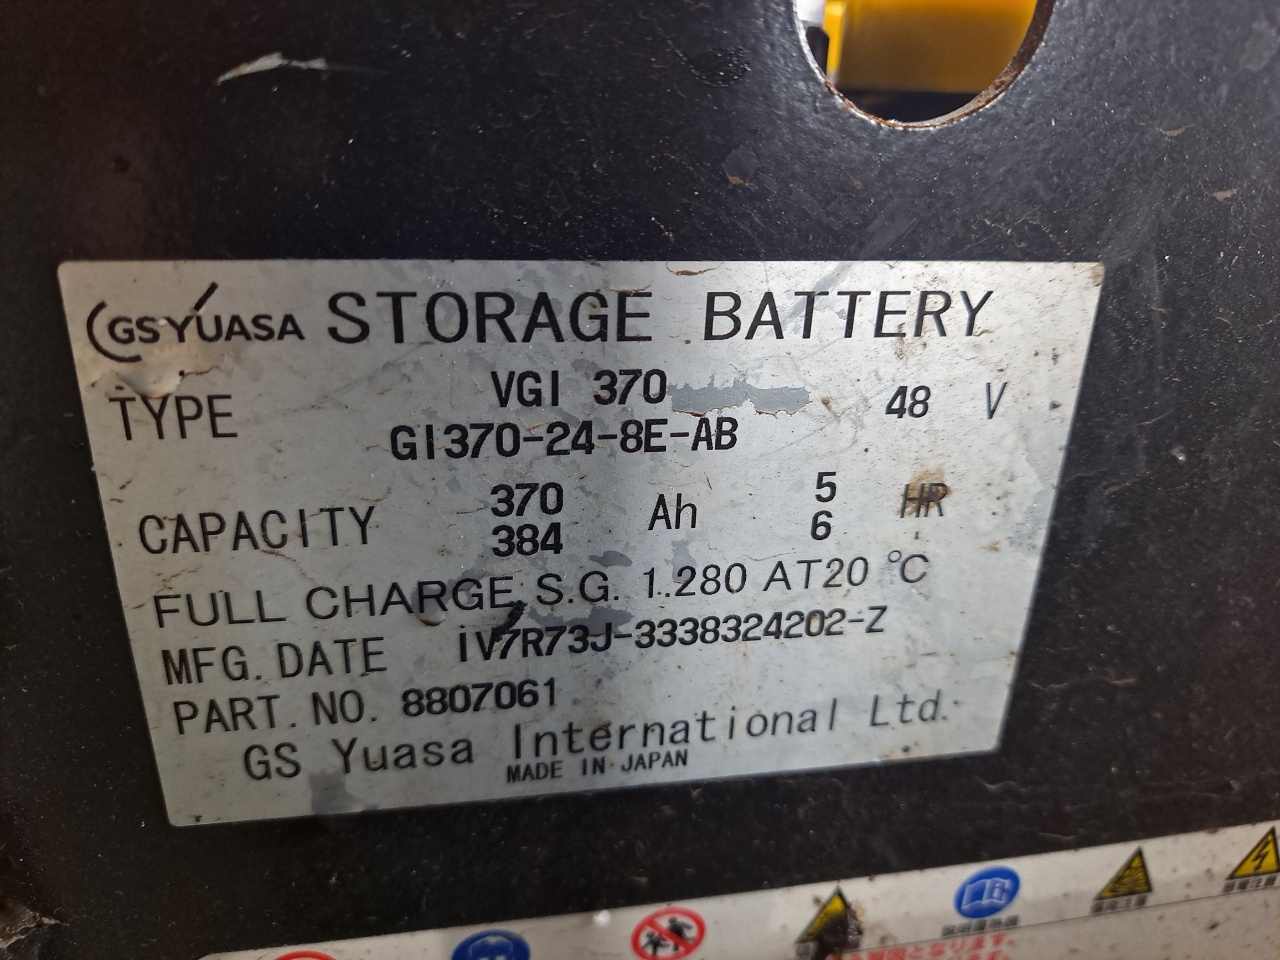 GS YUASA STORAGE BATTERY
TYPE VGI 370 48 V
GI370-24-8E-AB
CAPACITY 370 Ah 5 HR
384 6
FULL CHARGE S.G. 1.280 AT20 °C
MFG. DATE iV7R73J-3338324202-Z
PART. NO. 8807061
GS Yuasa International Ltd.
MADE IN JAPAN